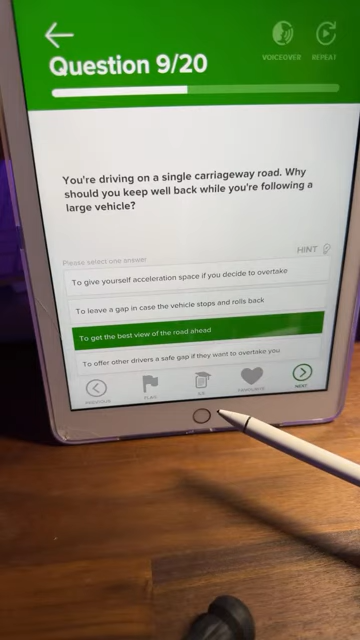 Question 9/20
VOICEOVER
REPEAT
You're driving on a single carriageway road. Why
should you keep well back while you're following a
large vehicle?
HINT
Please select one answer
To give yourself acceleration space if you decide to overtake
To leave a gap in case the vehicle stops and rolls back
To get the best view of the road ahead
To offer other drivers a safe gap if they want to overtake you
PREVIOUS
FLAG
FAVOURITE
NEXT